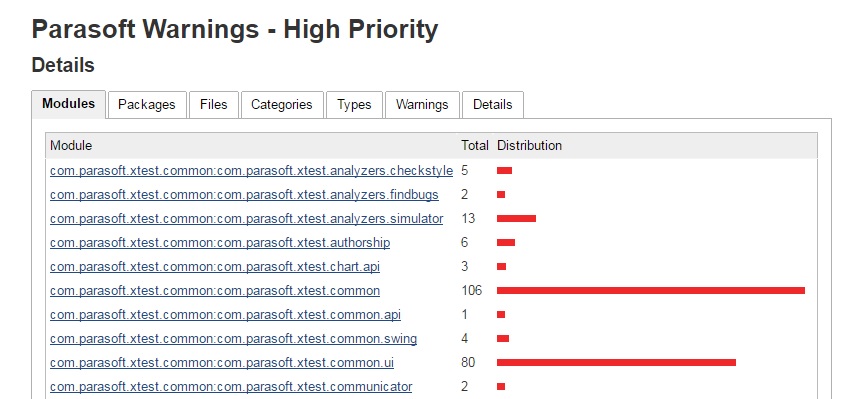 Parasoft Warnings - High Priority
Details
Modules Packages Files Categories Types Warnings Details
Module Total Distribution
com.parasoft.xtest.common:com.parasoft.xtest.analyzers.checkstyle 5
com.parasoft.xtest.common:com.parasoft.xtest.analyzers.findbugs 2
com.parasoft.xtest.common:com.parasoft.xtest.analyzers.simulator 13
com.parasoft.xtest.common:com.parasoft.xtest.authorship 6
com.parasoft.xtest.common:com.parasoft.xtest.chart.api 3
com.parasoft.xtest.common:com.parasoft.xtest.common 106
com.parasoft.xtest.common:com.parasoft.xtest.common.api 1
com.parasoft.xtest.common:com.parasoft.xtest.common.swing 4
com.parasoft.xtest.common:com.parasoft.xtest.common.ui 80
com.parasoft.xtest.common:com.parasoft.xtest.communicator 2